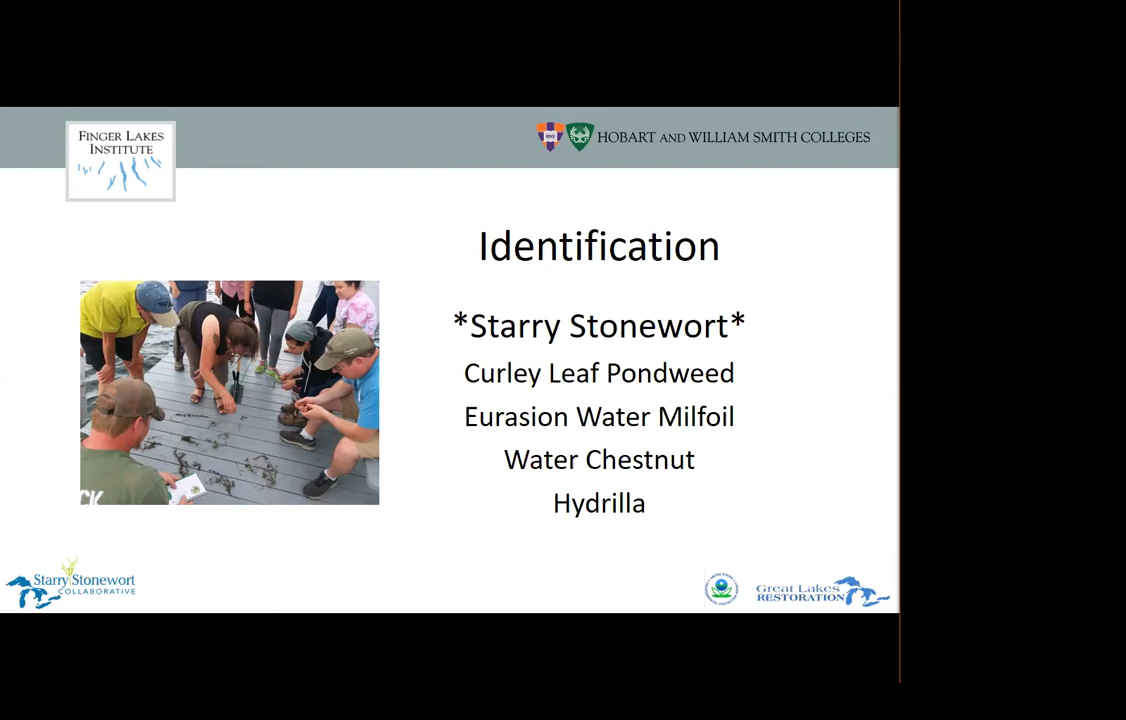 FINGER LAKES
INSTITUTE
HOBART AND WILLIAM SMITH COLLEGES
Identification
*Starry Stonewort*
Curley Leaf Pondweed
Eurasion Water Milfoil
Water Chestnut
Hydrilla
CK
Starry Stonewort
COLLABORATIVE
Great Lakes
RESTORATION